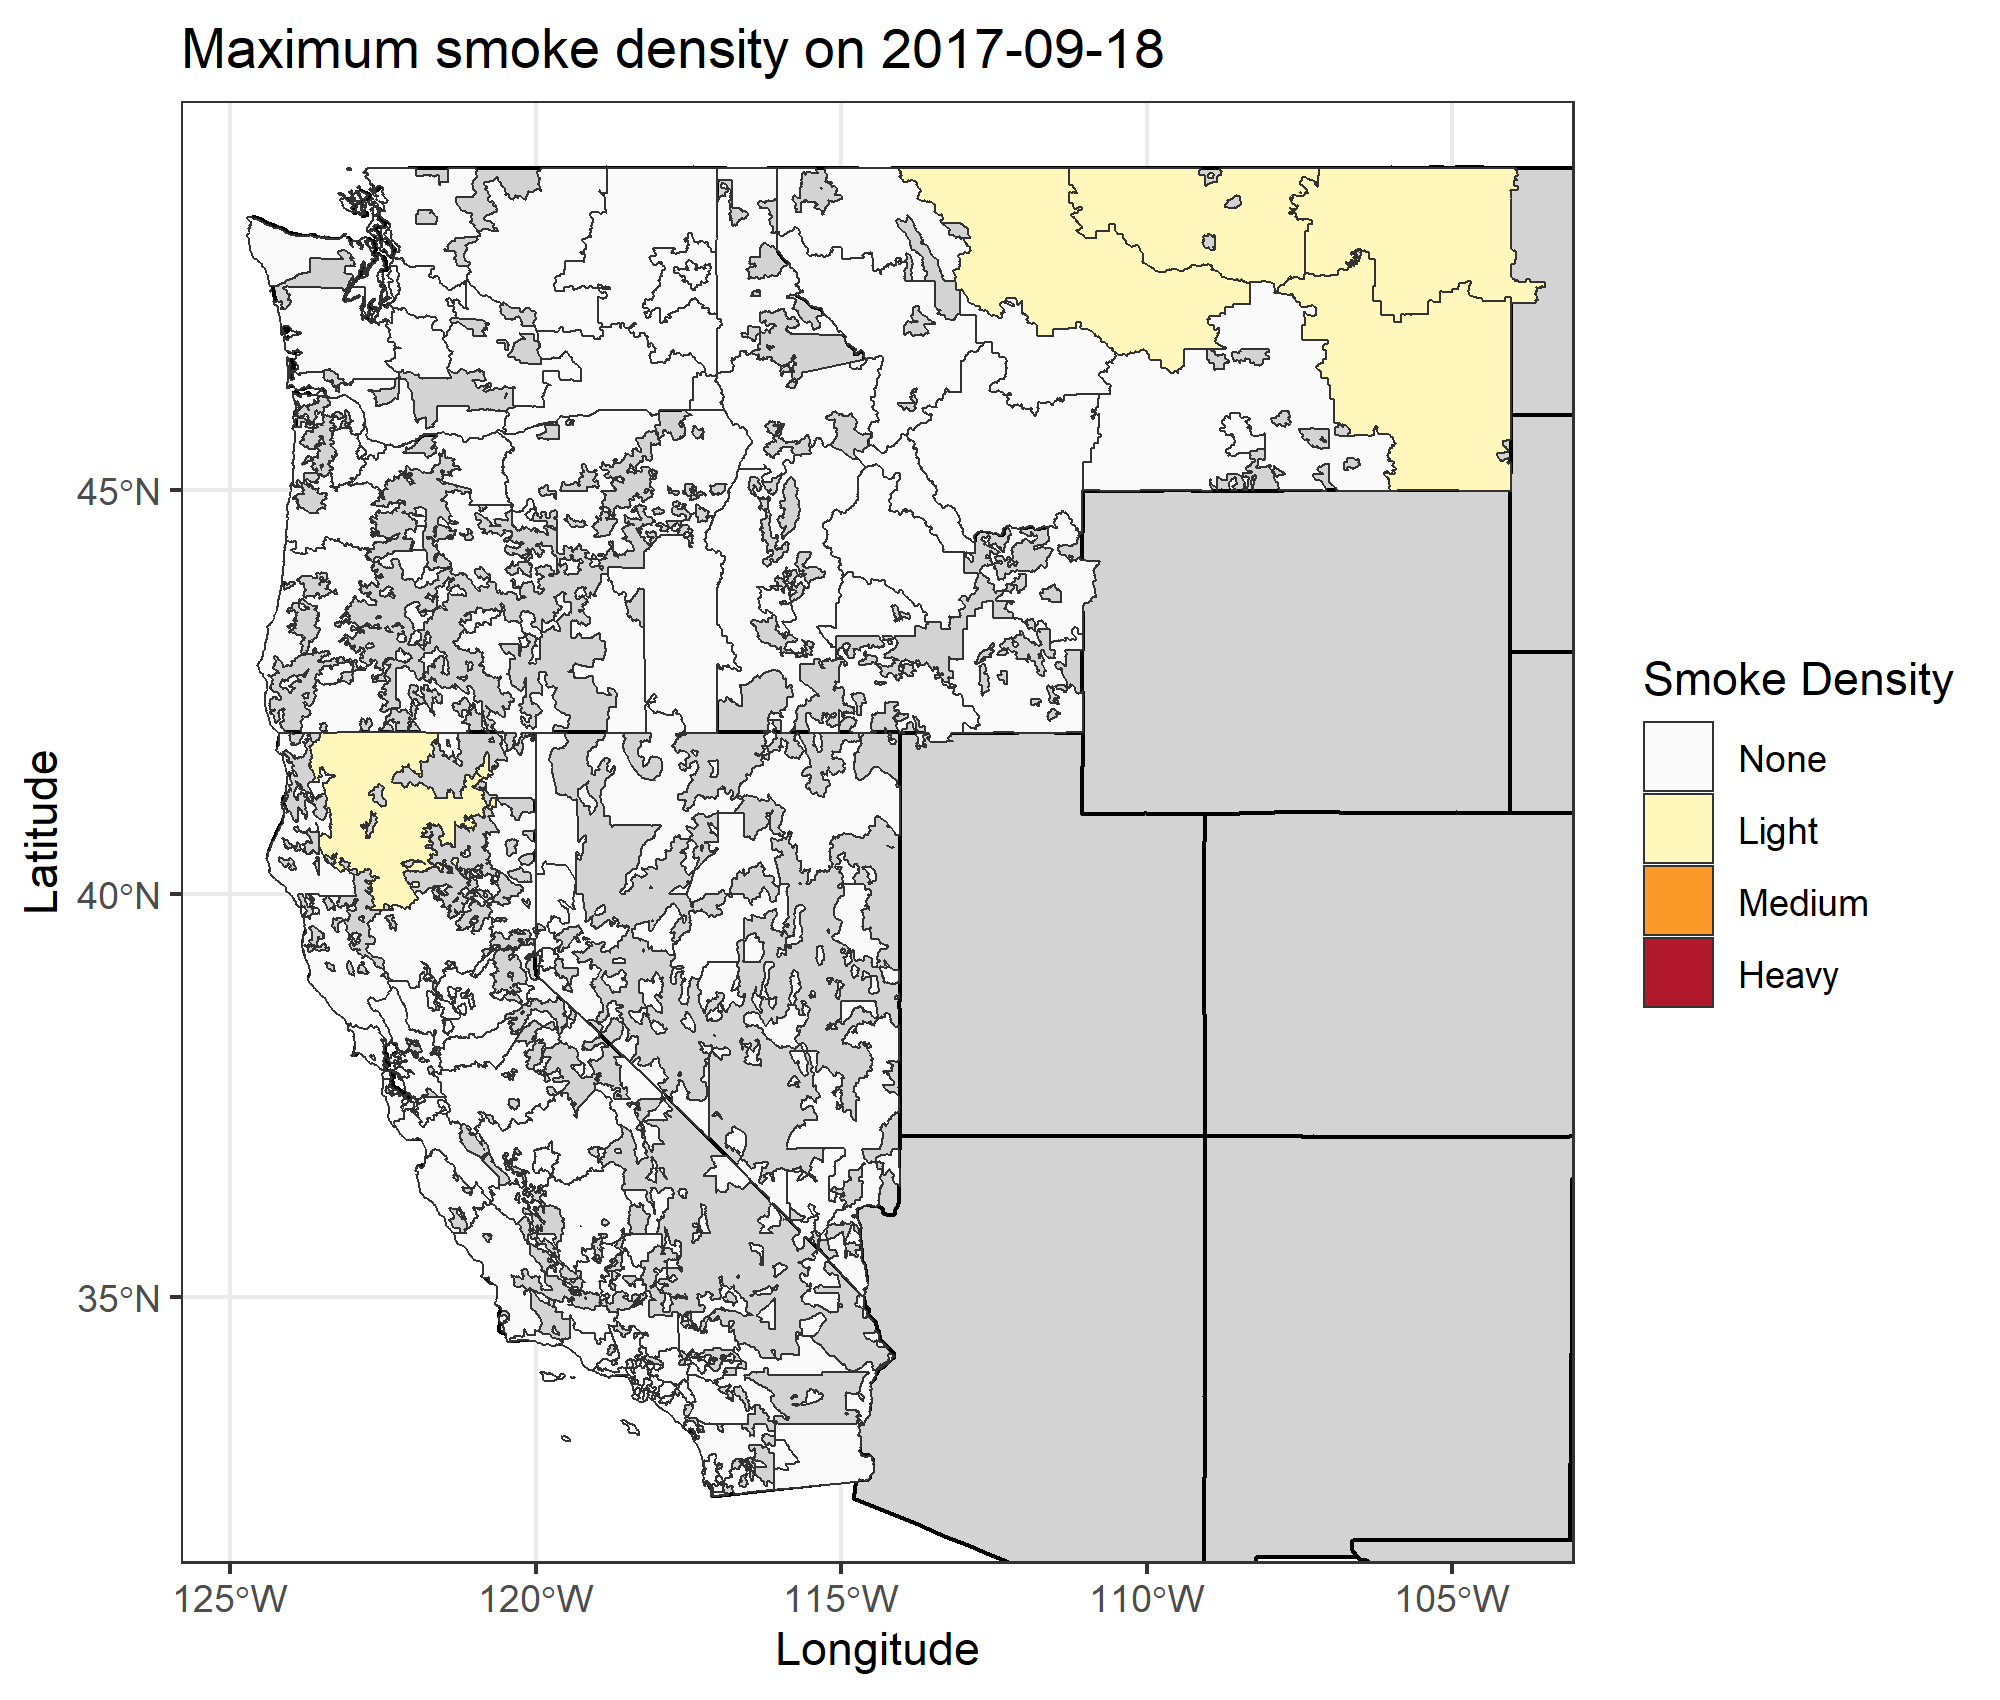 Maximum smoke density on 2017-09-18
Latitude
45°N
40°N
35°N
125°W
120°W
115°W
110°W
105°W
Longitude
Smoke Density
None
Light
Medium
Heavy